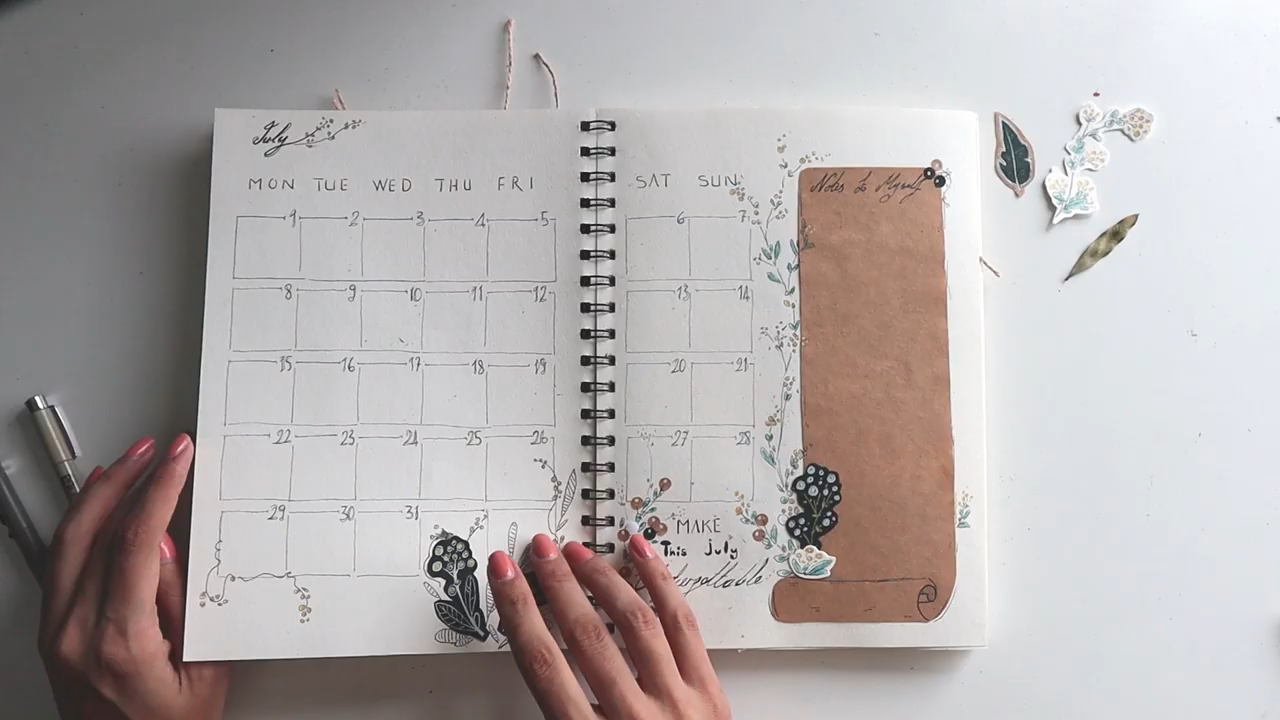 July
MON TUE WED THU FRI SAT SUN
1 2 3 4 5 6 7
8 9 10 11 12 13 14
15 16 17 18 19 20 21
22 23 24 25 26 27 28
29 30 31
MAKE
This July
Notes to Myself